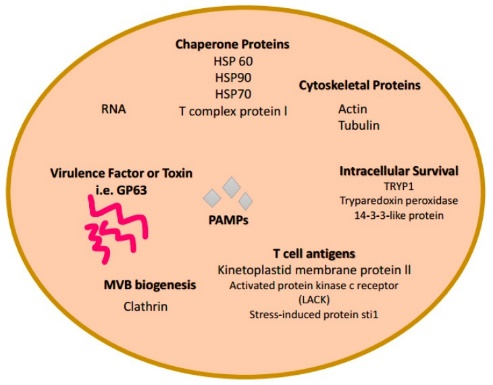 Chaperone Proteins
HSP 60
HSP90
HSP70
T complex protein l
Cytoskeletal Proteins
Actin
Tubulin
RNA
Virulence Factor or Toxin
i.e. GP63
PAMPs
Intracellular Survival
TRYP1
Tryparedoxin peroxidase
14-3-3-like protein
MVB biogenesis
Clathrin
T cell antigens
Kinetoplastid membrane protein ll
Activated protein kinase c receptor
(LACK)
Stress-induced protein sti1